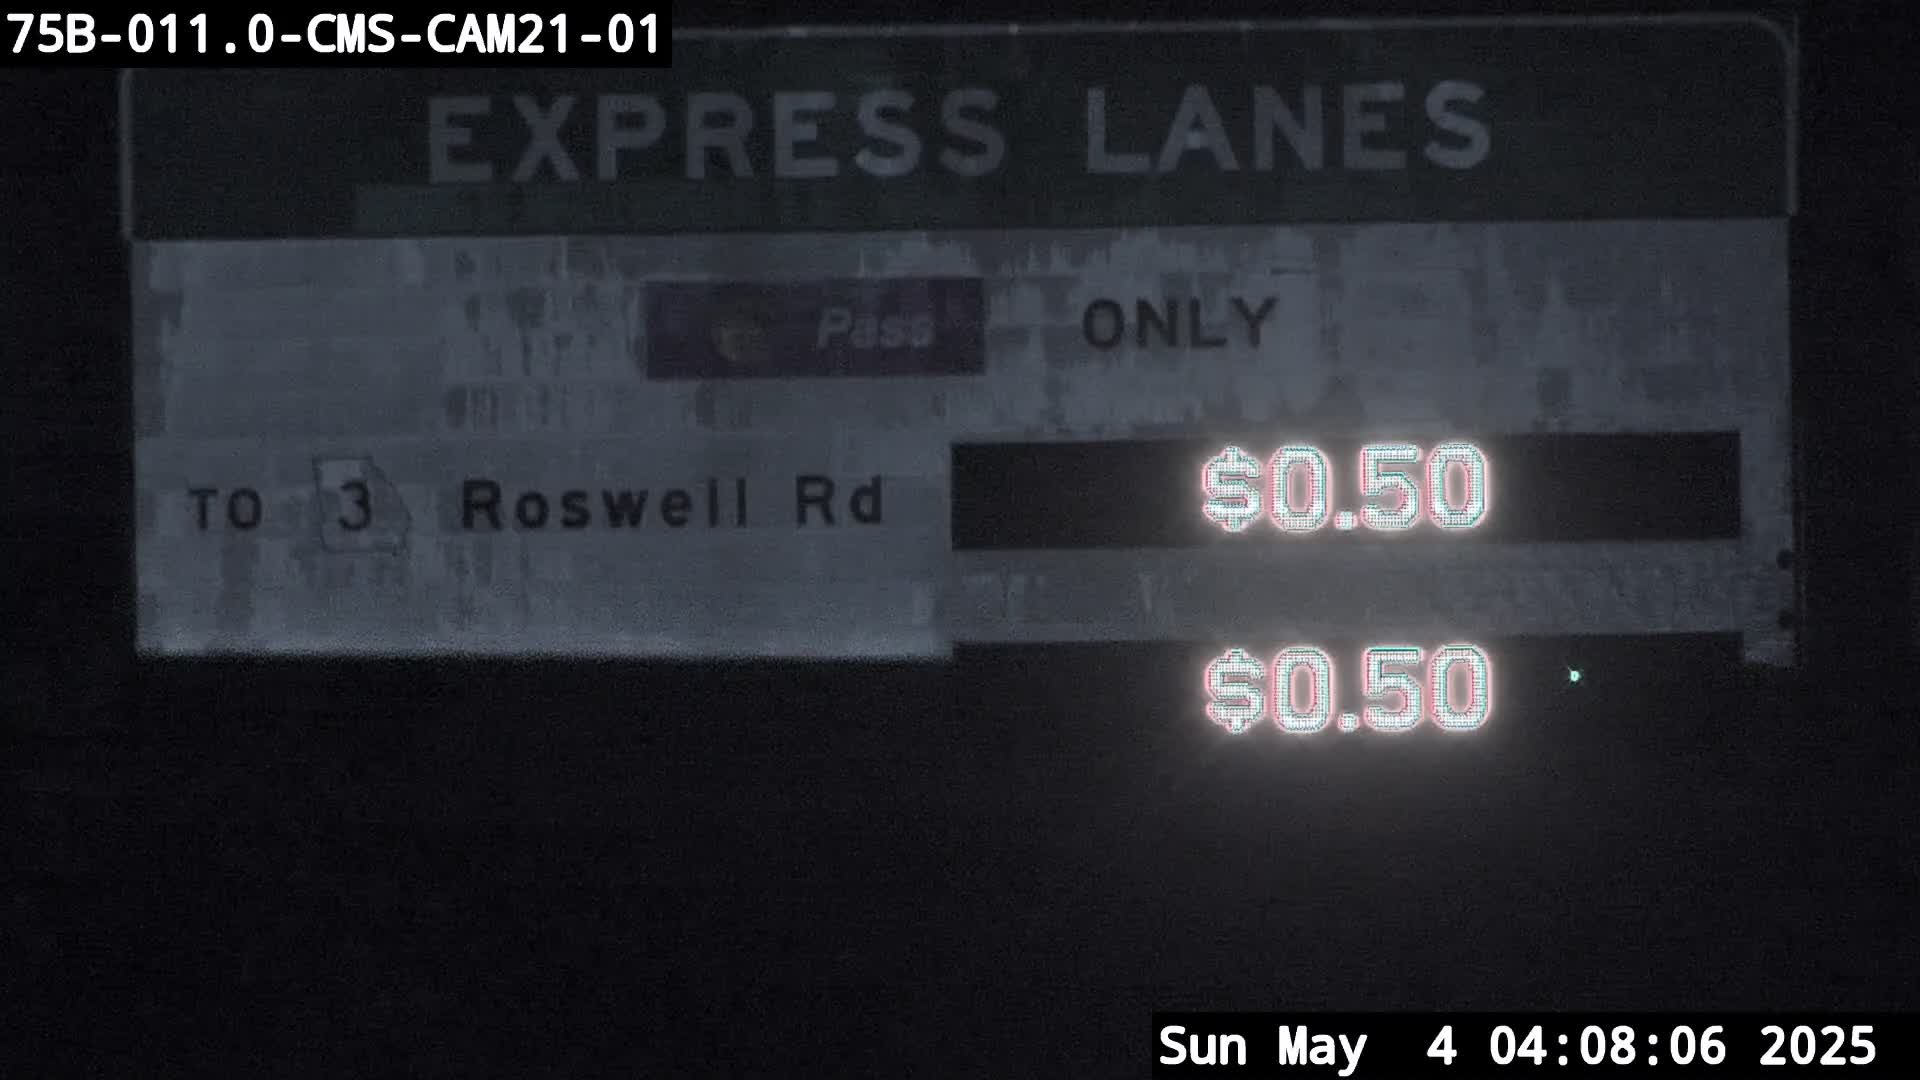 75B-011.0-CMS-CAM21-01
EXPRESS LANES
Pass ONLY
TO 3 Roswell Rd $0.50
$0.50
Sun May 4 04:08:06 2025